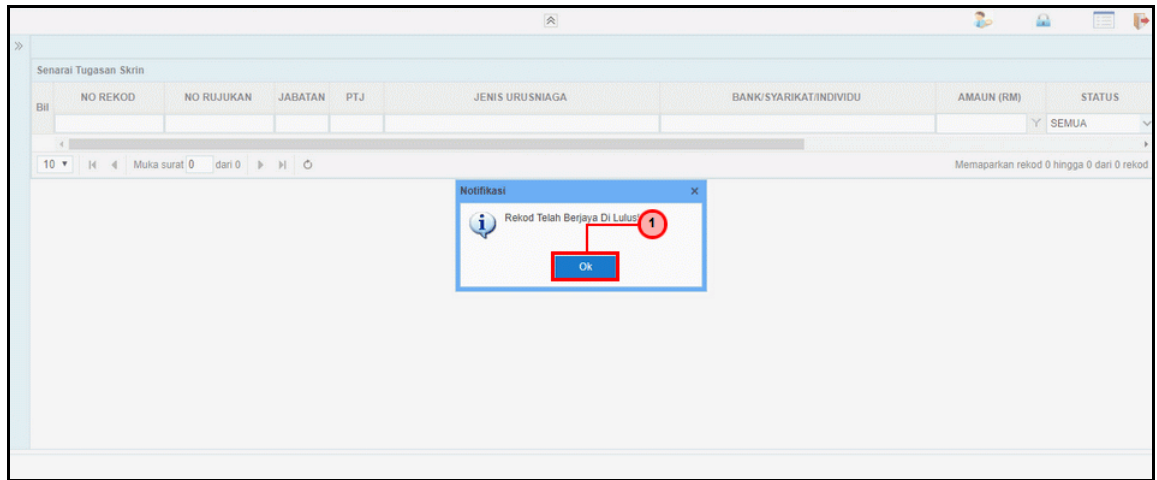 Senarai Tugasan Skrin
Bil NO REKOD NO RUJUKAN JABATAN PTJ JENIS URUSNIAGA BANK/SYARIKAT/INDIVIDU AMAUN (RM) STATUS
SEMUA
10 Muka surat 0 dari 0 Memaparkan rekod 0 hingga 0 dari 0 rekod
Notifikasi
Rekod Telah Berjaya Di Lulus!
1
Ok